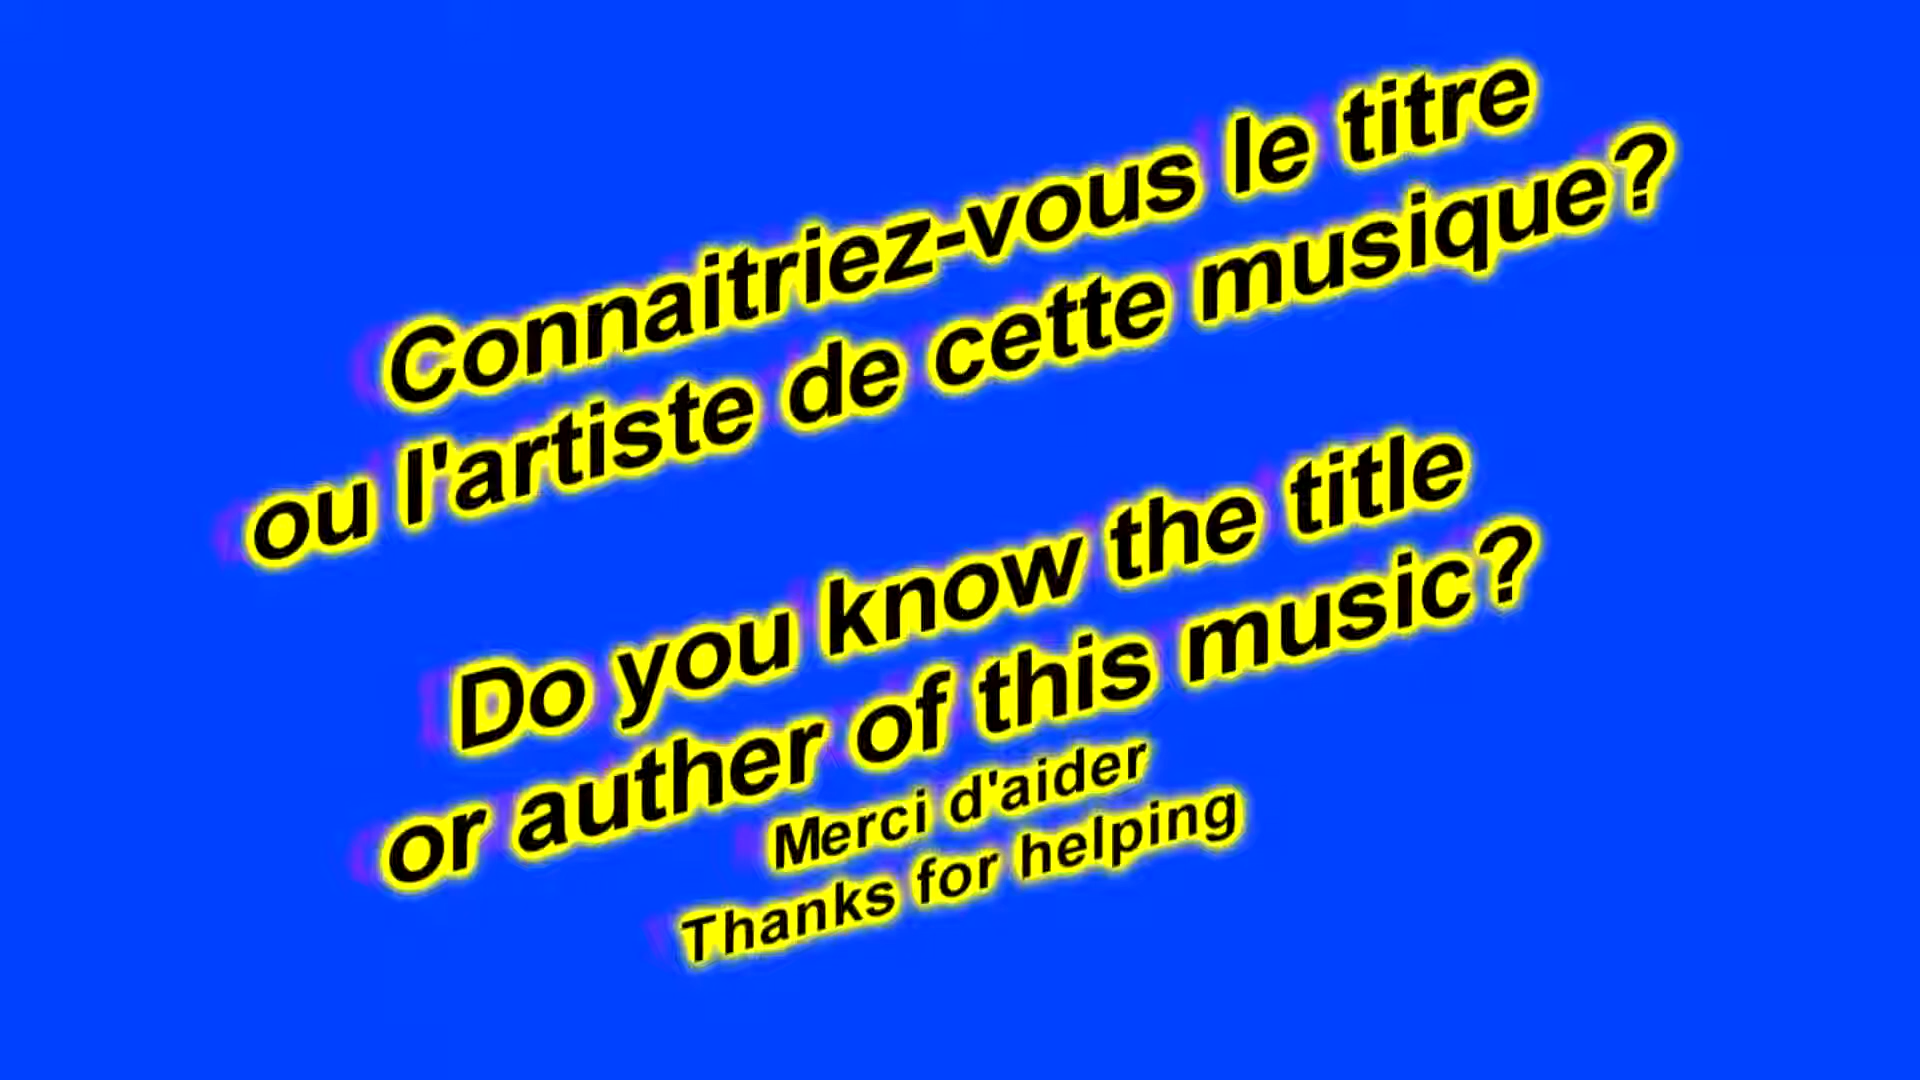 Connaitriez-vous le titre
ou l'artiste de cette musique?
Do you know the title
or auther of this music?
Merci d'aider
Thanks for helping